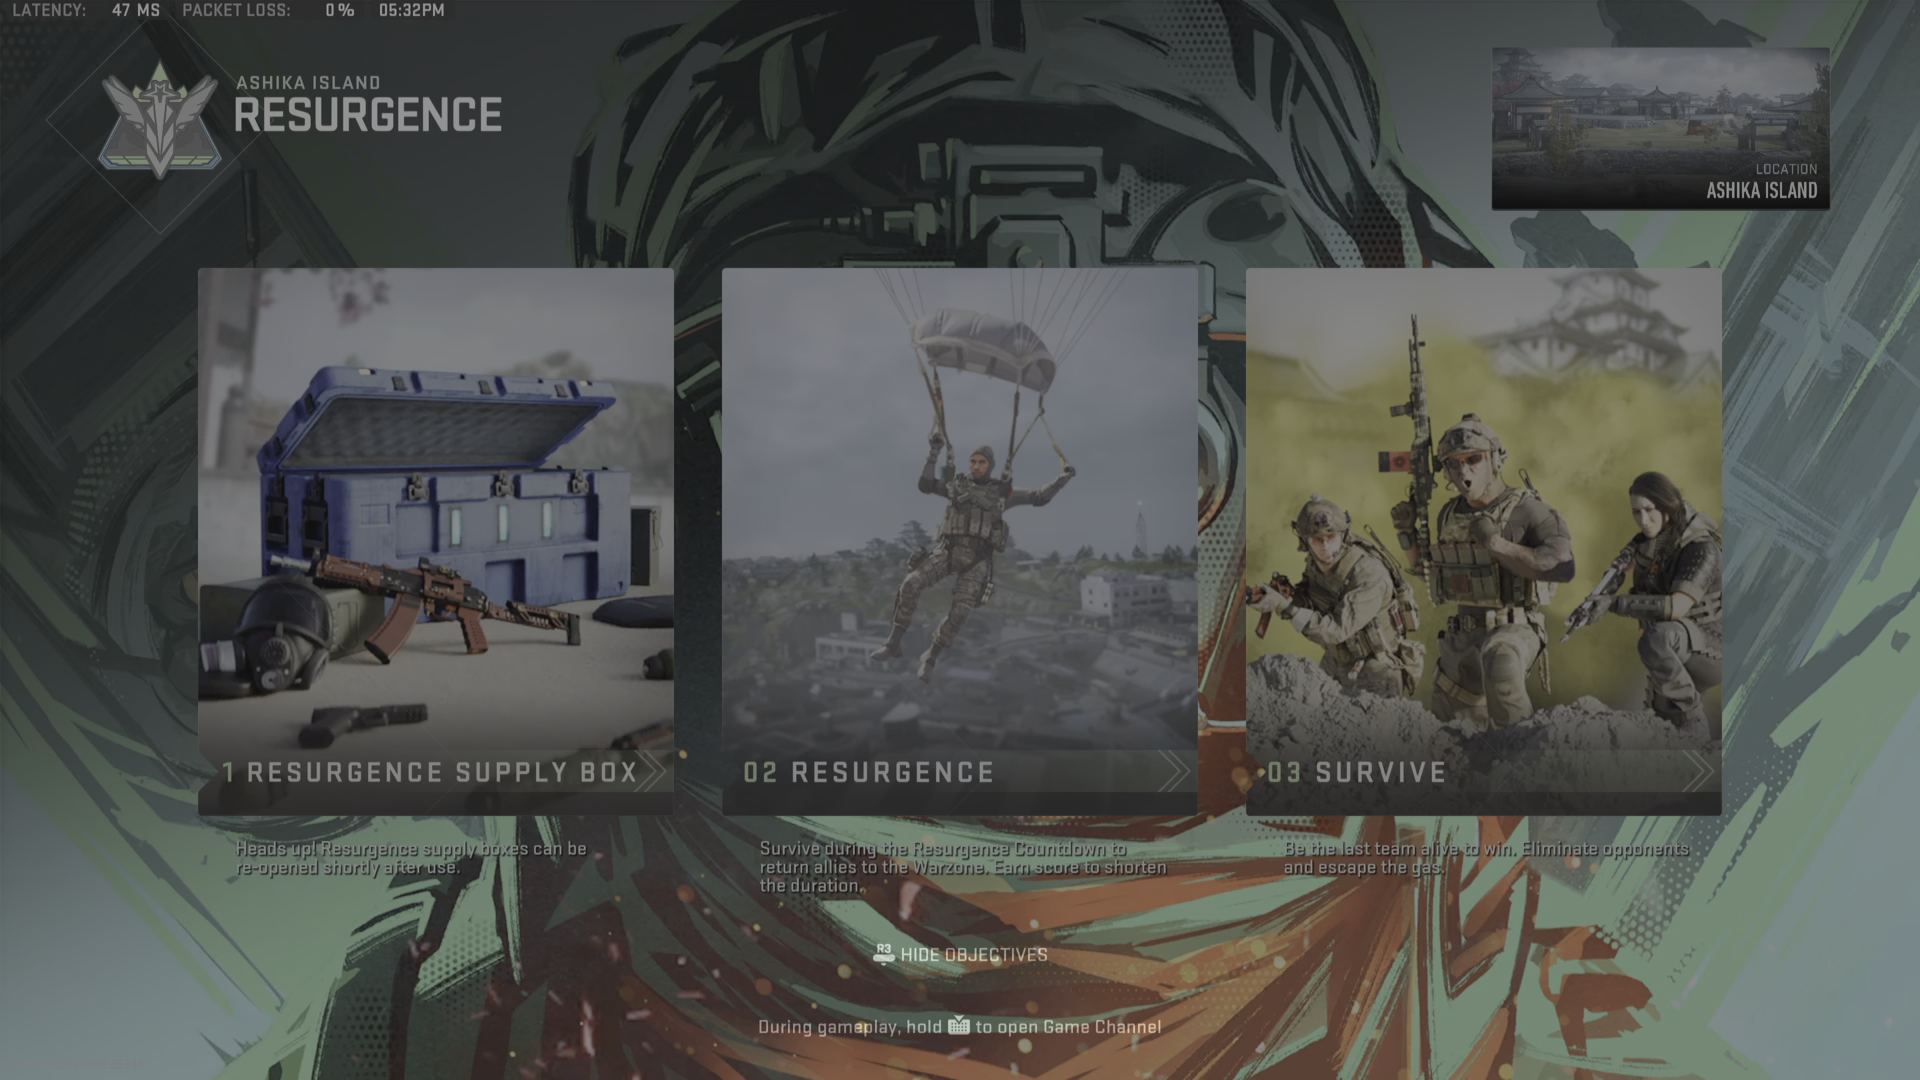 LATENCY: 47 MS PACKET LOSS: 0 % 05:32PM
ASHIKA ISLAND
RESURGENCE
LOCATION
ASHIKA ISLAND
1 RESURGENCE SUPPLY BOX
Heads up! Resurgence supply boxes can be
re-opened shortly after use.
02 RESURGENCE
Survive during the Resurgence Countdown to
return allies to the Warzone. Earn score to shorten
the duration.
03 SURVIVE
Be the last team alive to win. Eliminate opponents
and escape the gas.
R3 HIDE OBJECTIVES
During gameplay, hold to open Game Channel